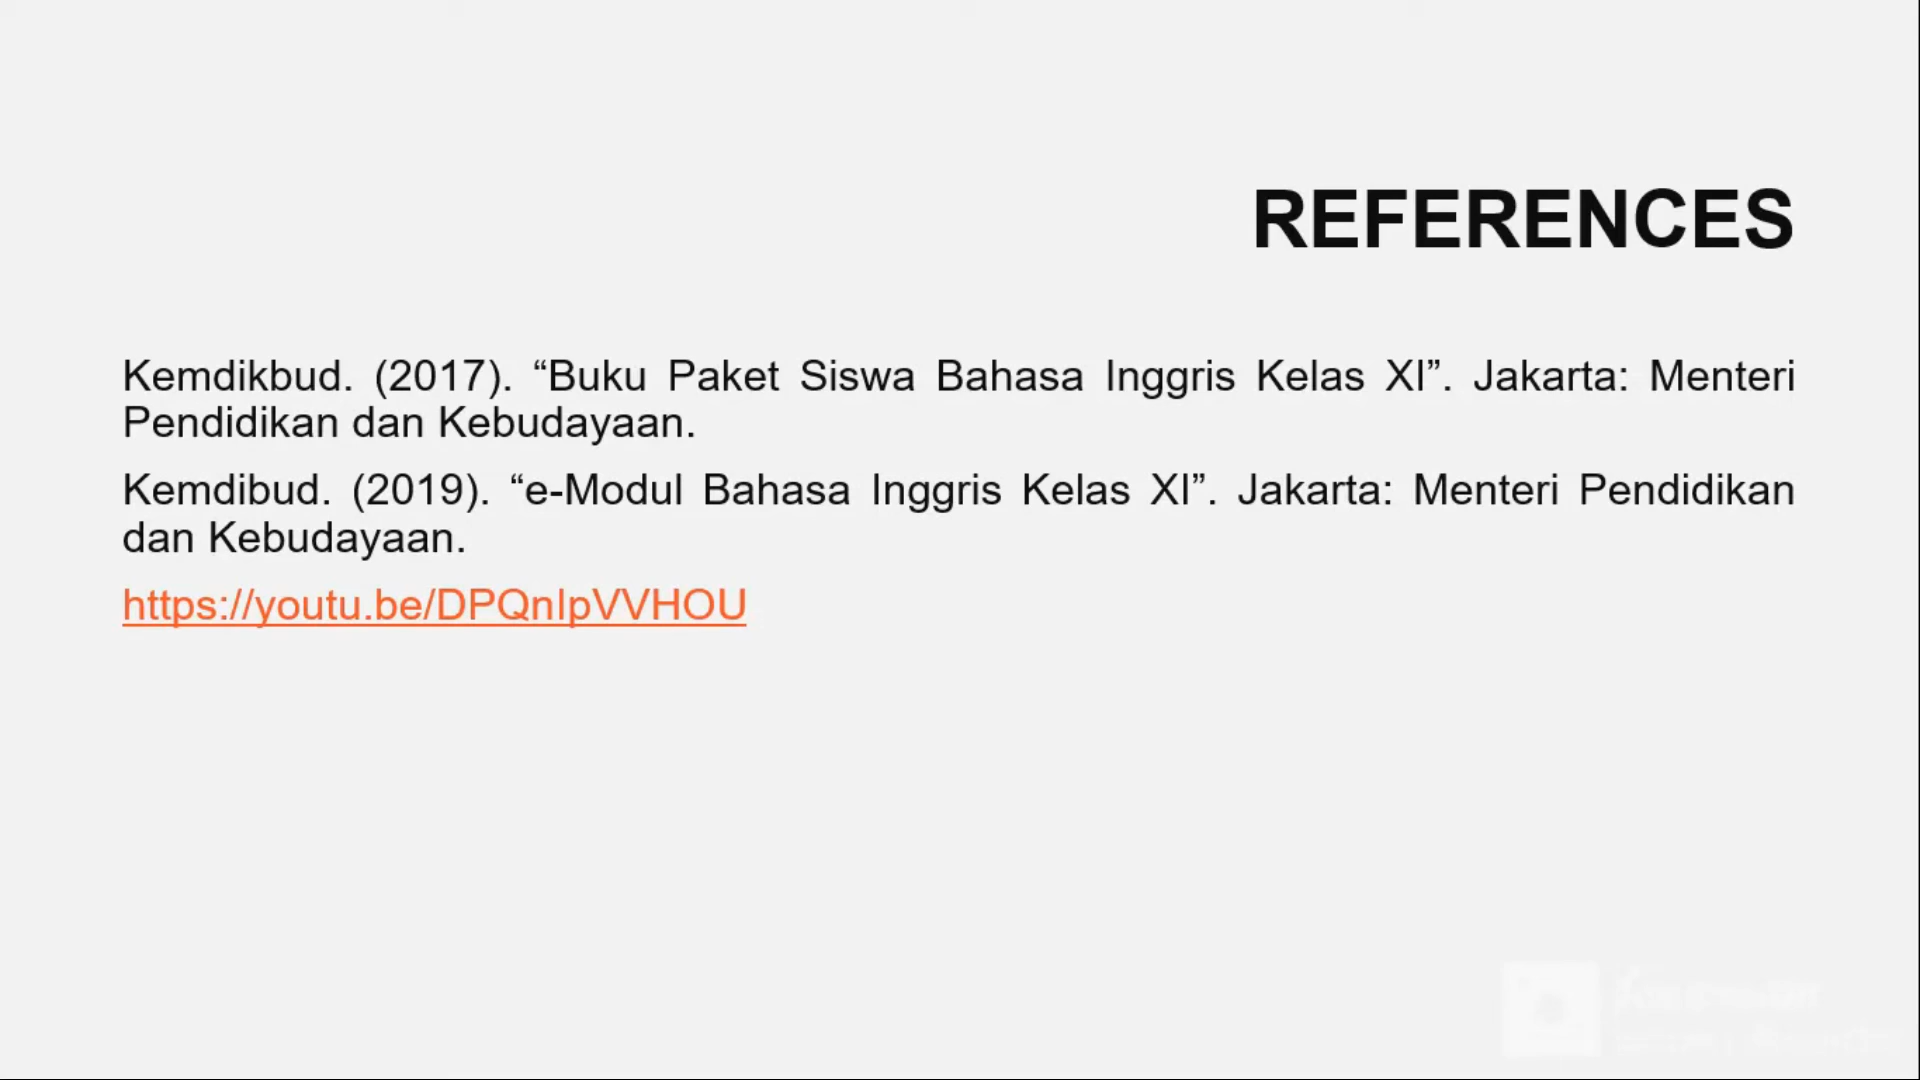 REFERENCES
Kemdikbud. (2017). “Buku Paket Siswa Bahasa Inggris Kelas XI”. Jakarta: Menteri
Pendidikan dan Kebudayaan.
Kemdibud. (2019). “e-Modul Bahasa Inggris Kelas XI”. Jakarta: Menteri Pendidikan
dan Kebudayaan.
https://youtu.be/DPQnIpVVHOU